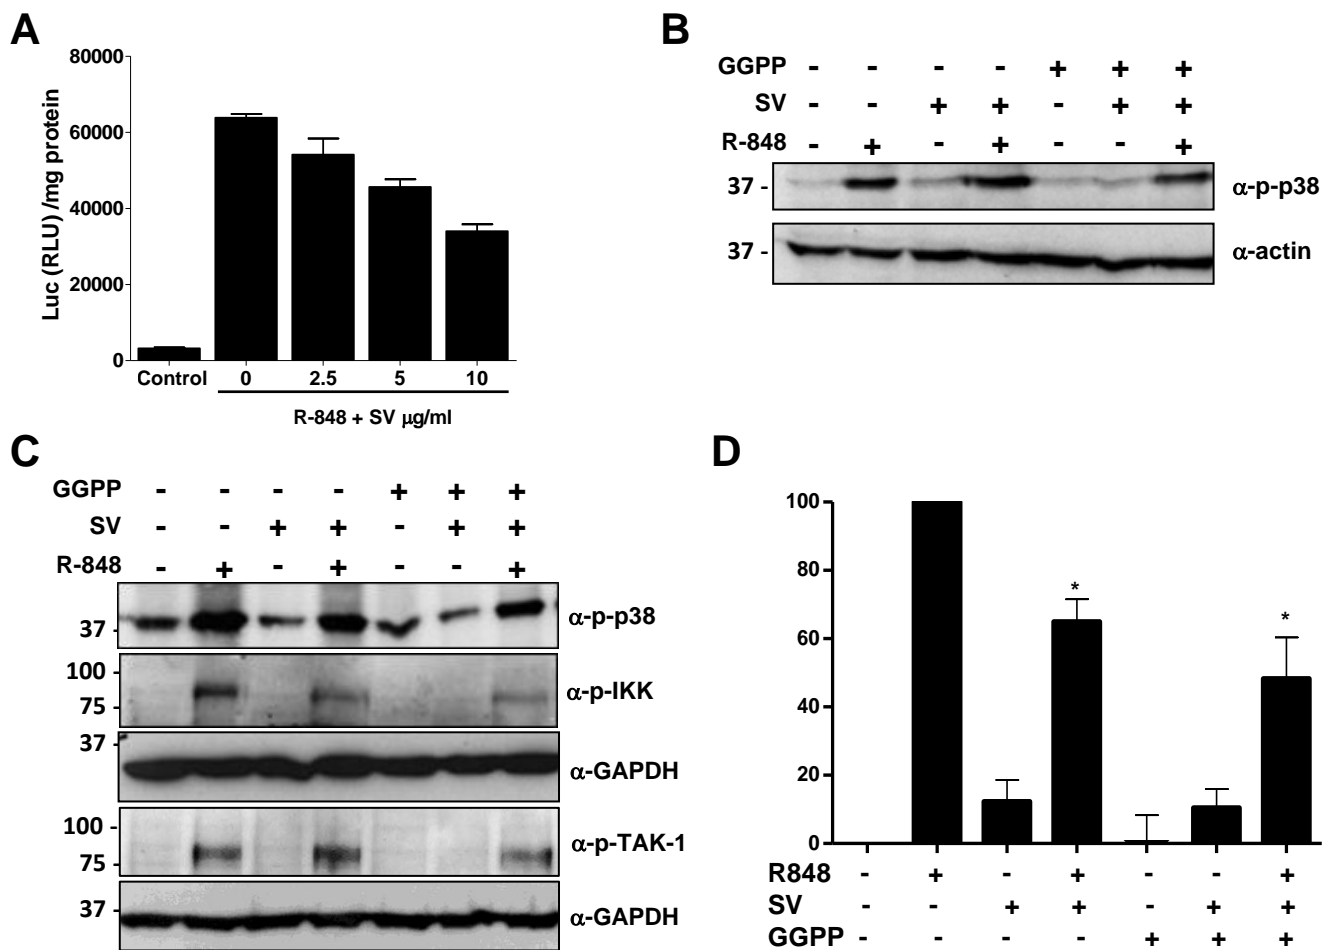 A
80000
60000
40000
20000
0
Luc (RLU) /mg protein
Control 0 2.5 5 10
R-848 + SV μg/ml
B
GGPP - - - - + + +
SV - - + + - + +
R-848 - + - + - - +
37 - α-p-p38
37 - α-actin
C
GGPP - - - - + + +
SV - - + + - + +
R-848 - + - + - - +
37 - α-p-p38
100 -
α-p-IKK
75 -
37 -
α-GAPDH
100 -
α-p-TAK-1
75 -
37 - α-GAPDH
D
100
80
60
40
20
0
* *
R848 - + - + - - +
SV - - + + - + +
GGPP - - - - + + +